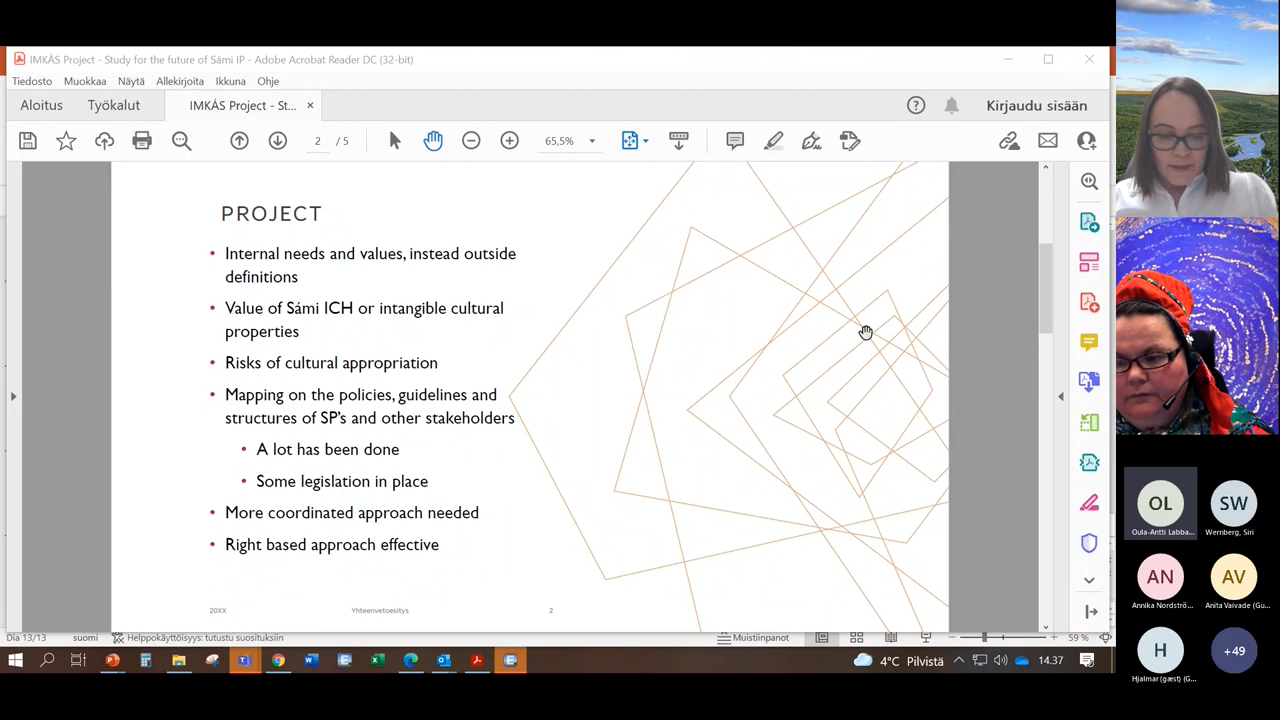 IMKÁS Project - Study for the future of Sámi IP - Adobe Acrobat Reader DC (32-bit)
Tiedosto Muokkaa Näytä Allekirjoita Ikkuna Ohje
Aloitus Työkalut IMKÁS Project - St... Kirjaudu sisään
2 / 5 65,5%
PROJECT
• Internal needs and values, instead outside
definitions
• Value of Sámi ICH or intangible cultural
properties
• Risks of cultural appropriation
• Mapping on the policies, guidelines and
structures of SP's and other stakeholders
• A lot has been done
• Some legislation in place
• More coordinated approach needed
• Right based approach effective
20XX Yhteenvetoesitys 2
Dia 13/13 suomi Helppokäyttöisyys: tutustu suosituksiin Muistiinpanot 59 %
4°C Pilvistä 14.37
OL SW
Oula-Antti Labba... Wernberg, Siri
AN AV
Annika Nordströ... Anita Vaivade (Gu...
H +49
Hjalmar (gæst) (G...